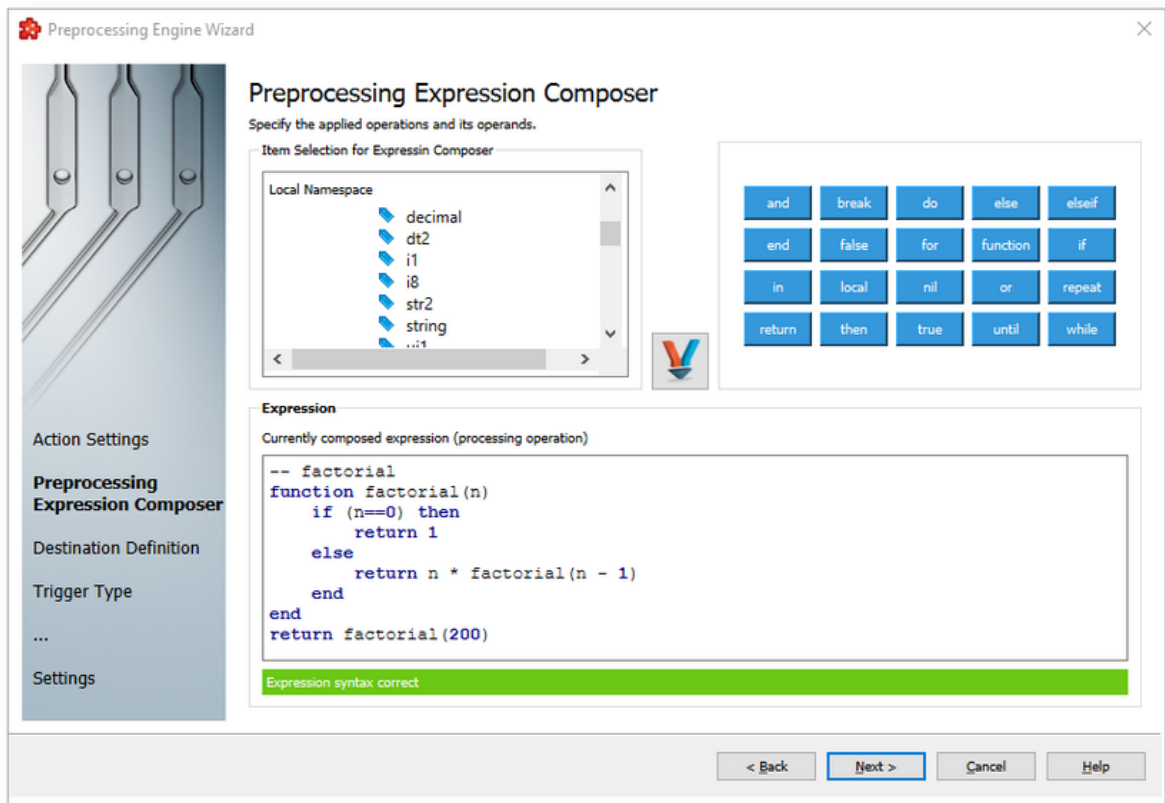 Preprocessing Engine Wizard
Preprocessing Expression Composer
Specify the applied operations and its operands.
Item Selection for Expressin Composer
Local Namespace
decimal
dt2
i1
i8
str2
string
ui1
and break do else elseif
end false for function if
in local nil or repeat
return then true until while
Action Settings
Preprocessing
Expression Composer
Destination Definition
Trigger Type
...
Settings
Expression
Currently composed expression (processing operation)
-- factorial
function factorial(n)
    if (n==0) then
        return 1
    else
        return n * factorial(n - 1)
    end
end
return factorial(200)
Expression syntax correct
< Back Next > Cancel Help